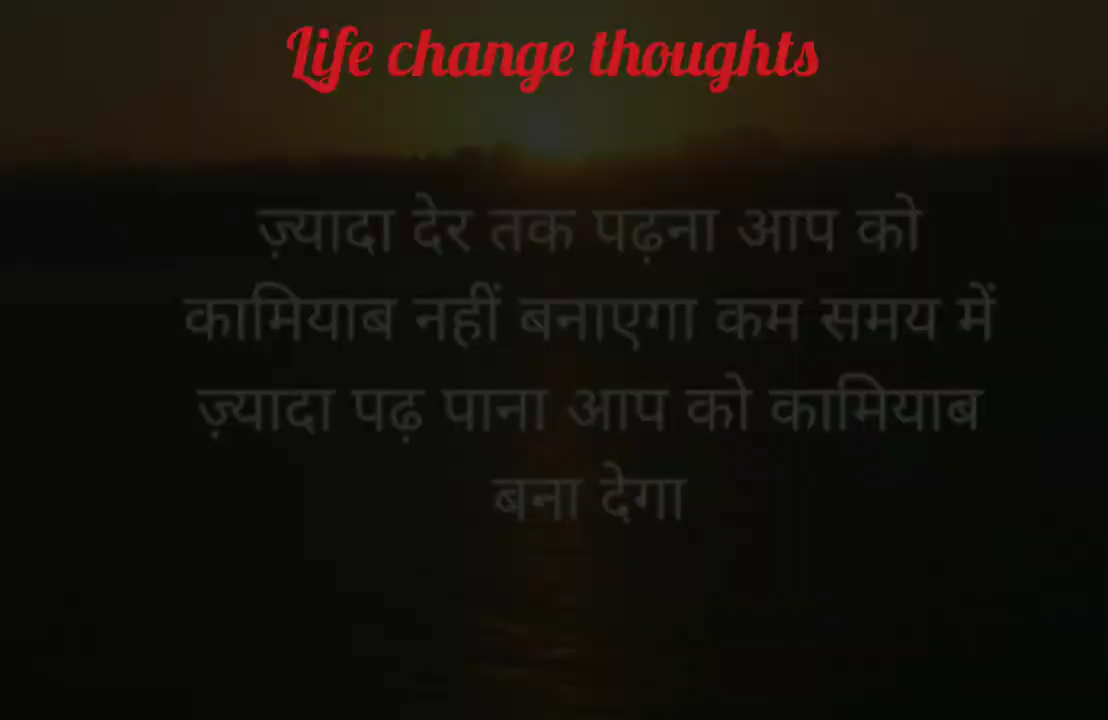 Life change thoughts
ज़्यादा देर तक पढ़ना आप को
कामियाब नहीं बनाएगा कम समय में
ज़्यादा पढ़ पाना आप को कामियाब
बना देगा